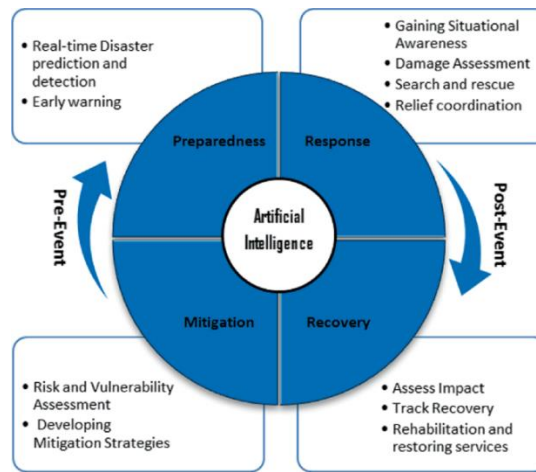 • Real-time Disaster
prediction and
detection
• Early warning
• Gaining Situational
Awareness
• Damage Assessment
• Search and rescue
• Relief coordination
Preparedness
Response
Pre-Event
Artificial
Intelligence
Post-Event
Mitigation
Recovery
• Risk and Vulnerability
Assessment
• Developing
Mitigation Strategies
• Assess Impact
• Track Recovery
• Rehabilitation and
restoring services